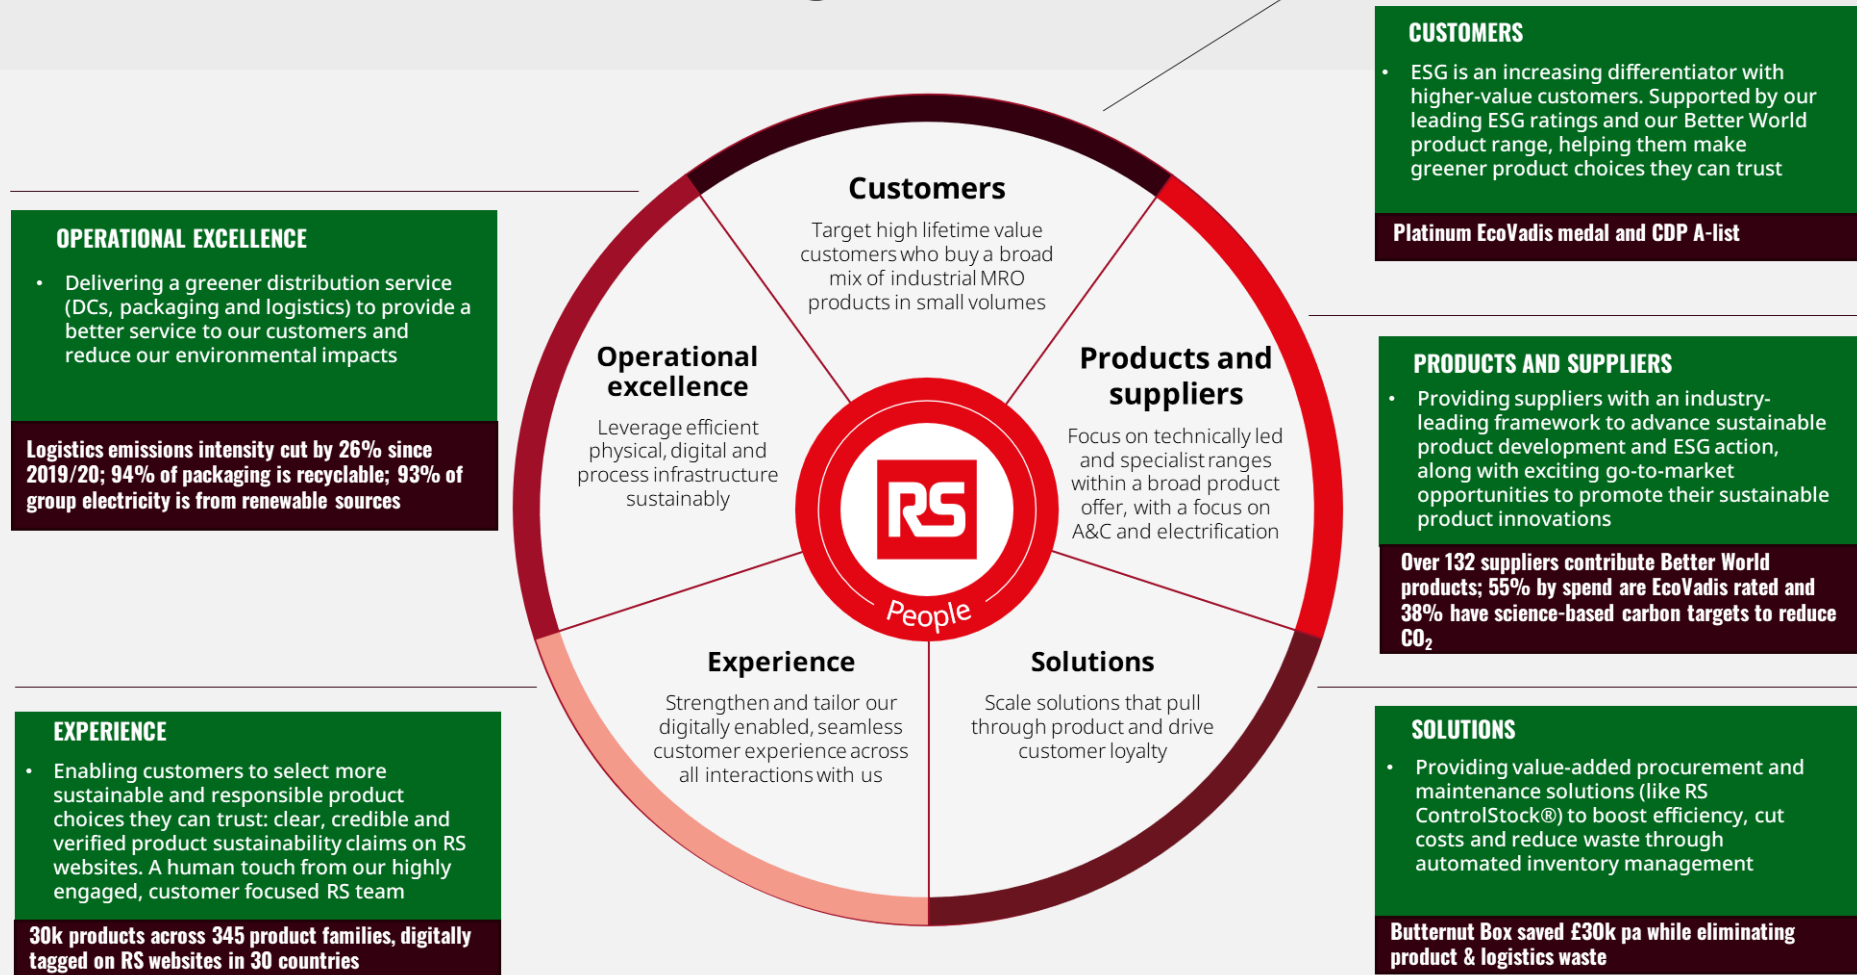 CUSTOMERS
• ESG is an increasing differentiator with
higher-value customers. Supported by our
leading ESG ratings and our Better World
product range, helping them make
greener product choices they can trust
Platinum EcoVadis medal and CDP A-list
OPERATIONAL EXCELLENCE
• Delivering a greener distribution service
(DCs, packaging and logistics) to provide a
better service to our customers and
reduce our environmental impacts
Logistics emissions intensity cut by 26% since
2019/20; 94% of packaging is recyclable; 93% of
group electricity is from renewable sources
Customers
Target high lifetime value
customers who buy a broad
mix of industrial MRO
products in small volumes
Operational
excellence
Leverage efficient
physical, digital and
process infrastructure
sustainably
Products and
suppliers
Focus on technically led
and specialist ranges
within a broad product
offer, with a focus on
A&C and electrification
RS
People
Experience
Strengthen and tailor our
digitally enabled, seamless
customer experience across
all interactions with us
Solutions
Scale solutions that pull
through product and drive
customer loyalty
PRODUCTS AND SUPPLIERS
• Providing suppliers with an industry-
leading framework to advance sustainable
product development and ESG action,
along with exciting go-to-market
opportunities to promote their sustainable
product innovations
Over 132 suppliers contribute Better World
products; 55% by spend are EcoVadis rated and
38% have science-based carbon targets to reduce
CO₂
EXPERIENCE
• Enabling customers to select more
sustainable and responsible product
choices they can trust: clear, credible and
verified product sustainability claims on RS
websites. A human touch from our highly
engaged, customer focused RS team
30k products across 345 product families, digitally
tagged on RS websites in 30 countries
SOLUTIONS
• Providing value-added procurement and
maintenance solutions (like RS
ControlStock®) to boost efficiency, cut
costs and reduce waste through
automated inventory management
Butternut Box saved £30k pa while eliminating
product & logistics waste